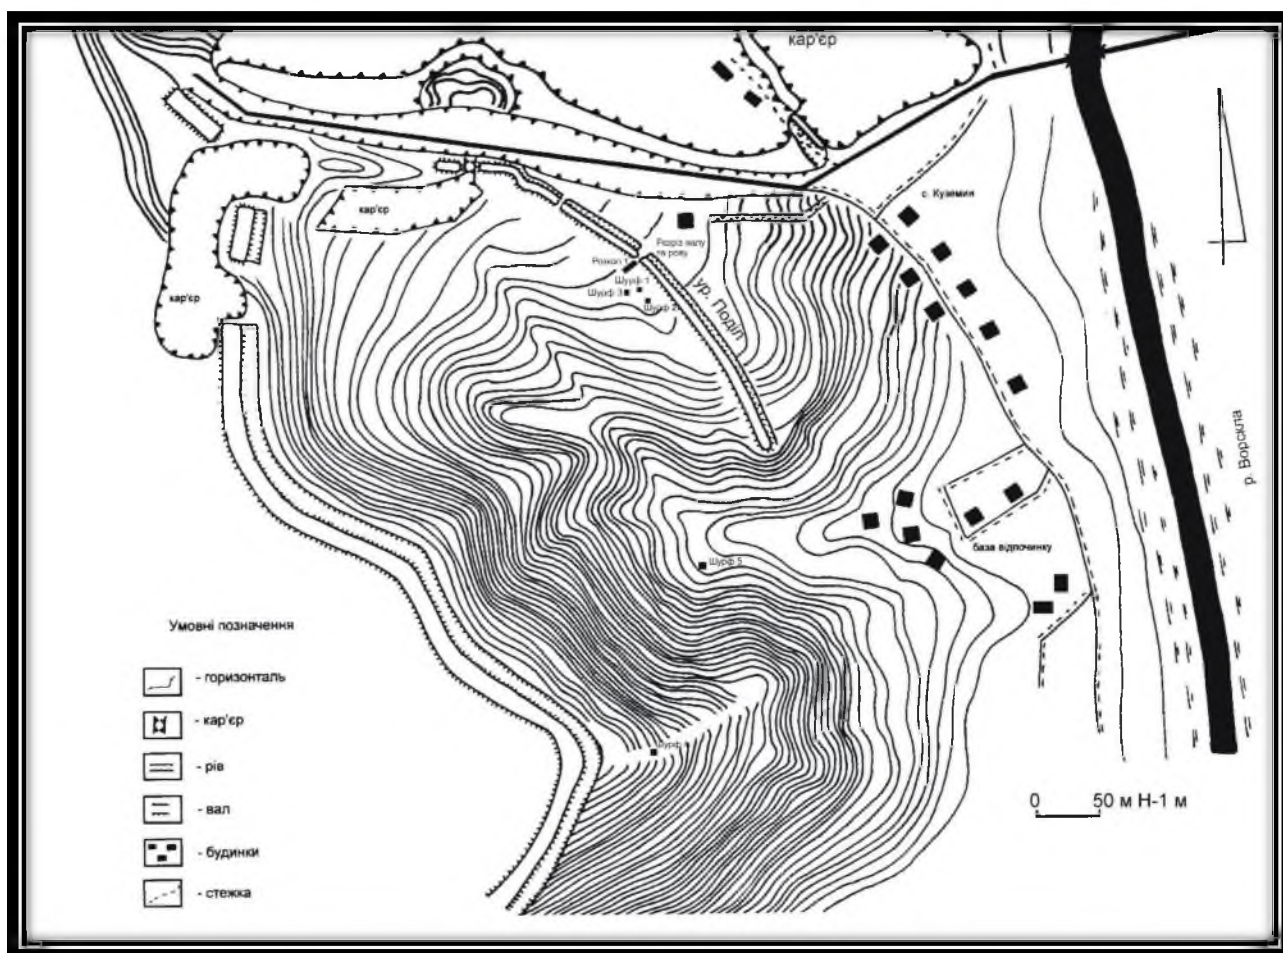 кар'єр
с. Куземин
кар'єр
Розріз валу
та рову
Розкоп 1
Шурф 1
Шурф 3
Шурф 2
ур. Поділ
кар'єр
р. Ворскла
база відпочинку
Шурф 5
Шурф
Умовні позначення
- горизонталь
- кар'єр
- рів
- вал
- будинки
- стежка
0 50 м Н-1 м